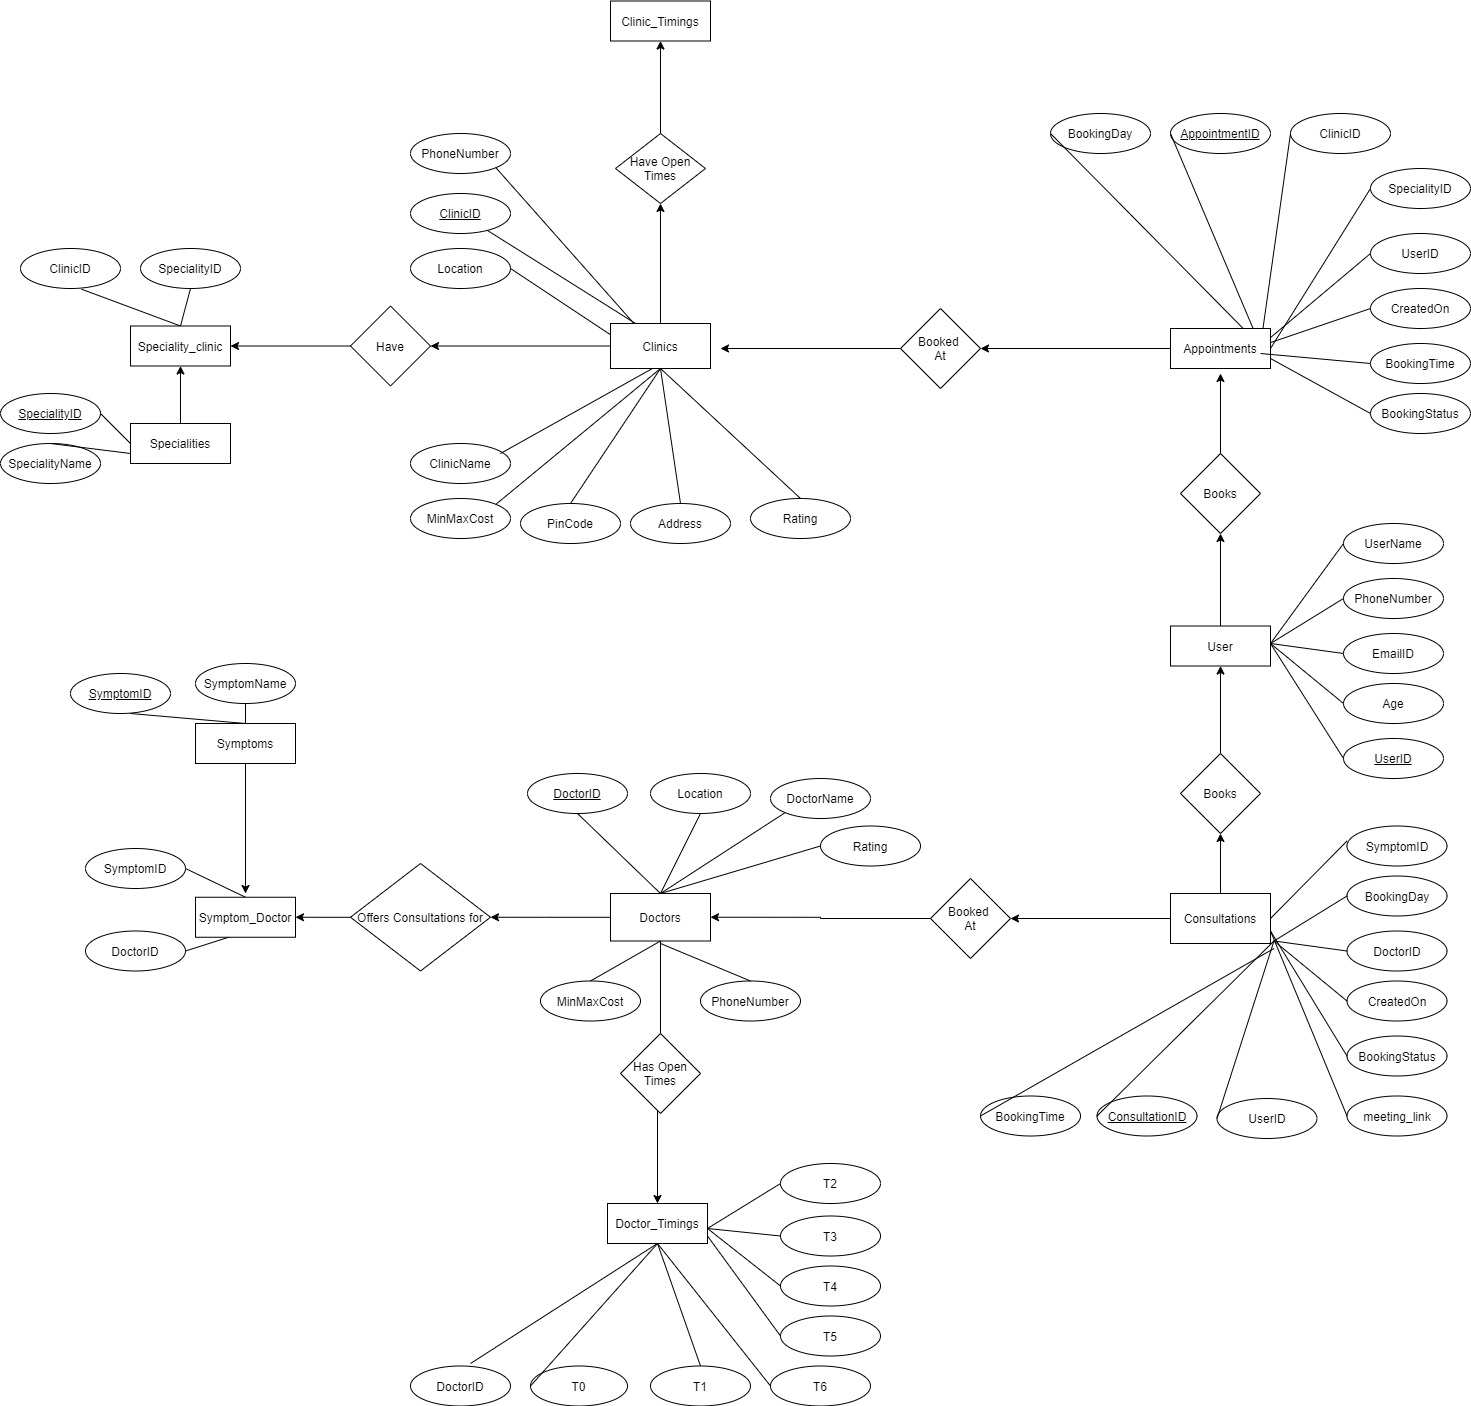 Clinic_Timings
PhoneNumber
Have Open
Times
BookingDay
AppointmentID
ClinicID
ClinicID
SpecialityID
UserID
ClinicID
SpecialityID
Location
CreatedOn
Speciality_clinic
Have
Clinics
Booked
At
Appointments
BookingTime
SpecialityID
BookingStatus
Specialities
SpecialityName
ClinicName
MinMaxCost
PinCode
Address
Rating
Books
UserName
PhoneNumber
User
EmailID
Age
UserID
SymptomID
SymptomName
Symptoms
DoctorID
Location
DoctorName
Books
Rating
SymptomID
SymptomID
BookingDay
Symptom_Doctor
Offers Consultations for
Doctors
Booked
At
Consultations
DoctorID
DoctorID
MinMaxCost
PhoneNumber
CreatedOn
BookingStatus
Has Open
Times
BookingTime
ConsultationID
UserID
meeting_link
T2
Doctor_Timings
T3
T4
T5
DoctorID
T0
T1
T6